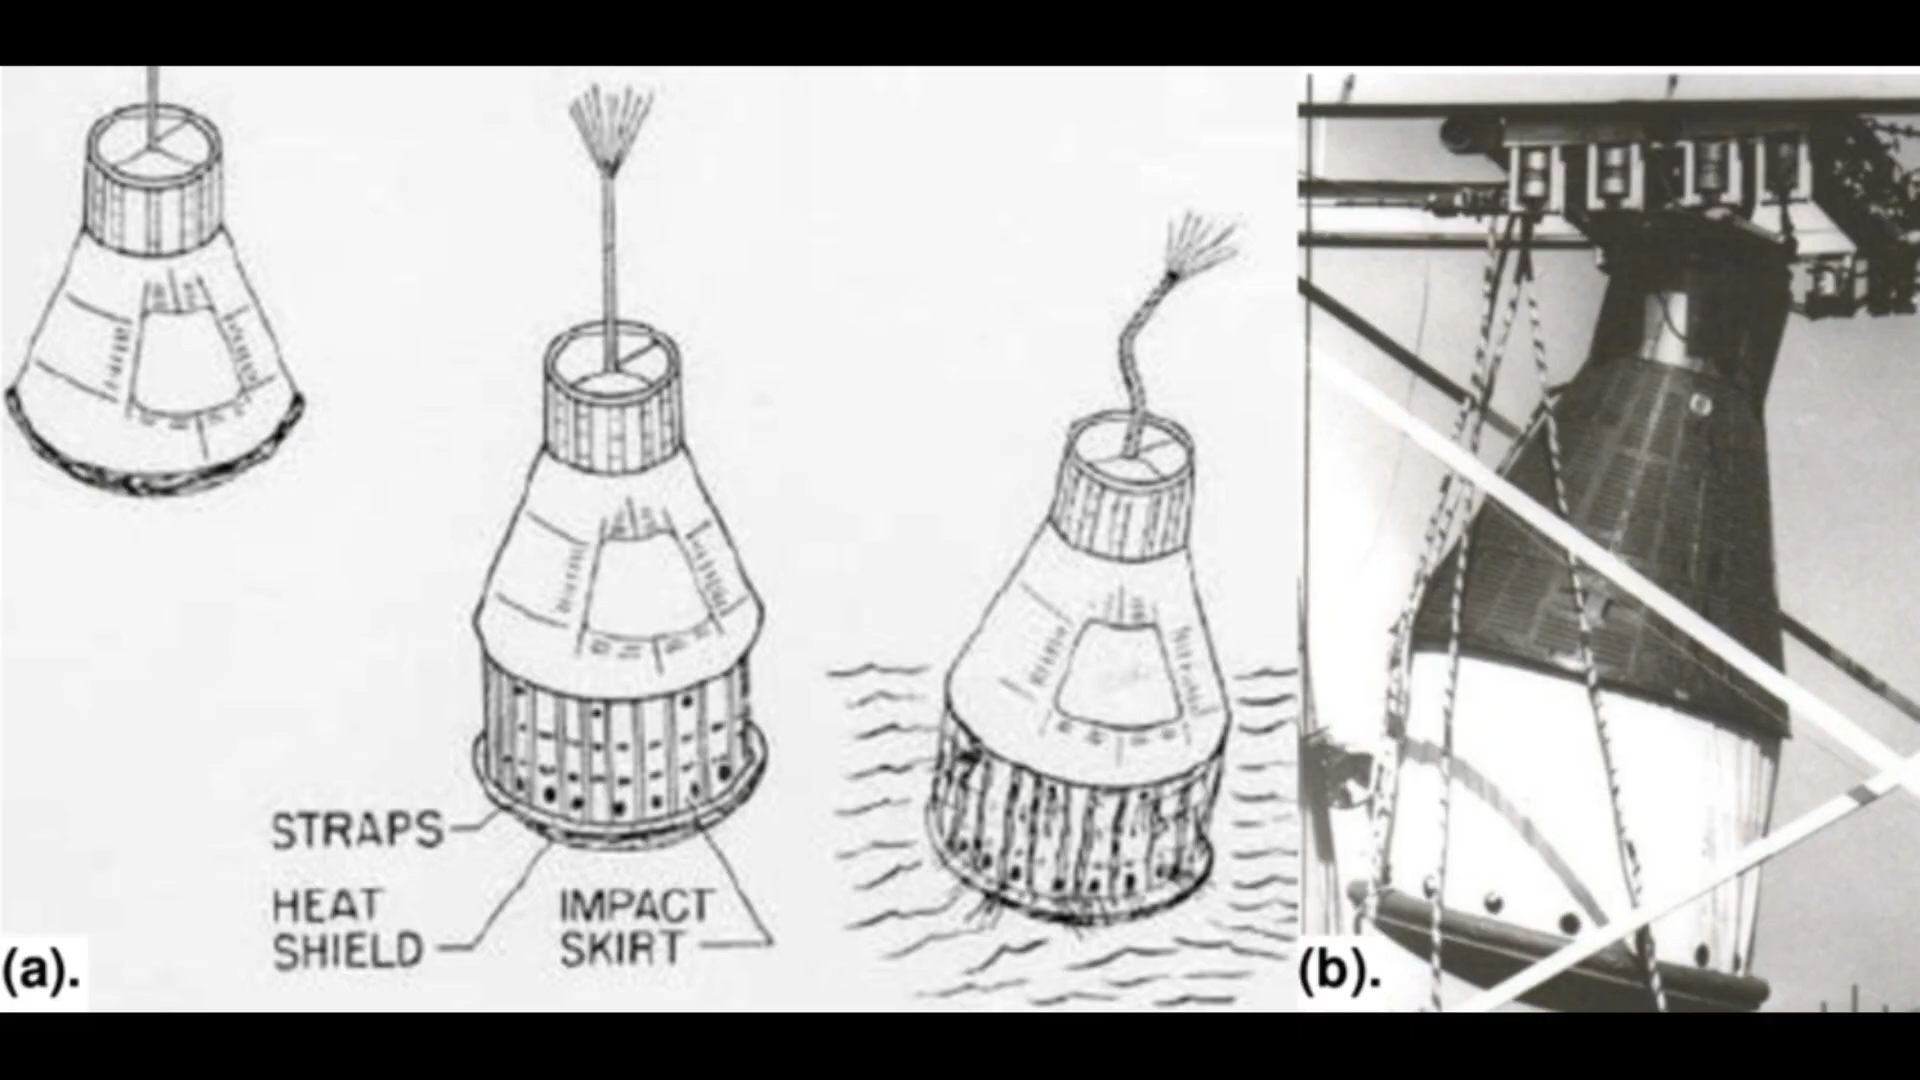 STRAPS
HEAT
SHIELD
IMPACT
SKIRT
(a).
(b).